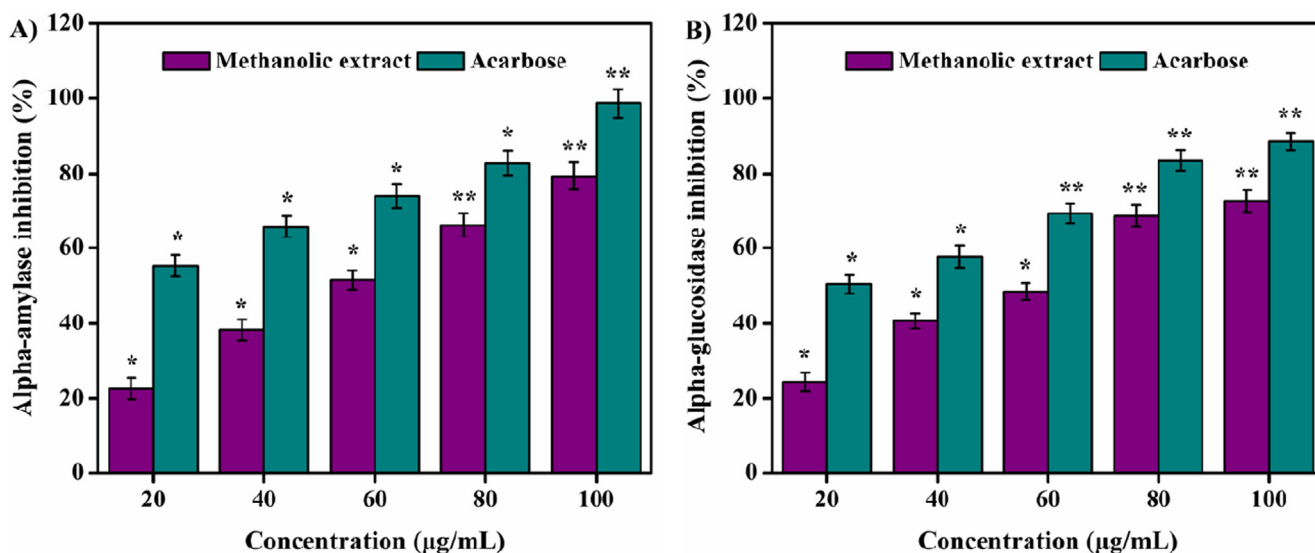 A)
Alpha-amylase inhibition (%)
120
100
80
60
40
20
0
Methanolic extract Acarbose
* * * * * * ** * ** **
20 40 60 80 100
Concentration (µg/mL)
B)
Alpha-glucosidase inhibition (%)
120
100
80
60
40
20
0
Methanolic extract Acarbose
* * * * * ** ** ** ** **
20 40 60 80 100
Concentration (µg/mL)